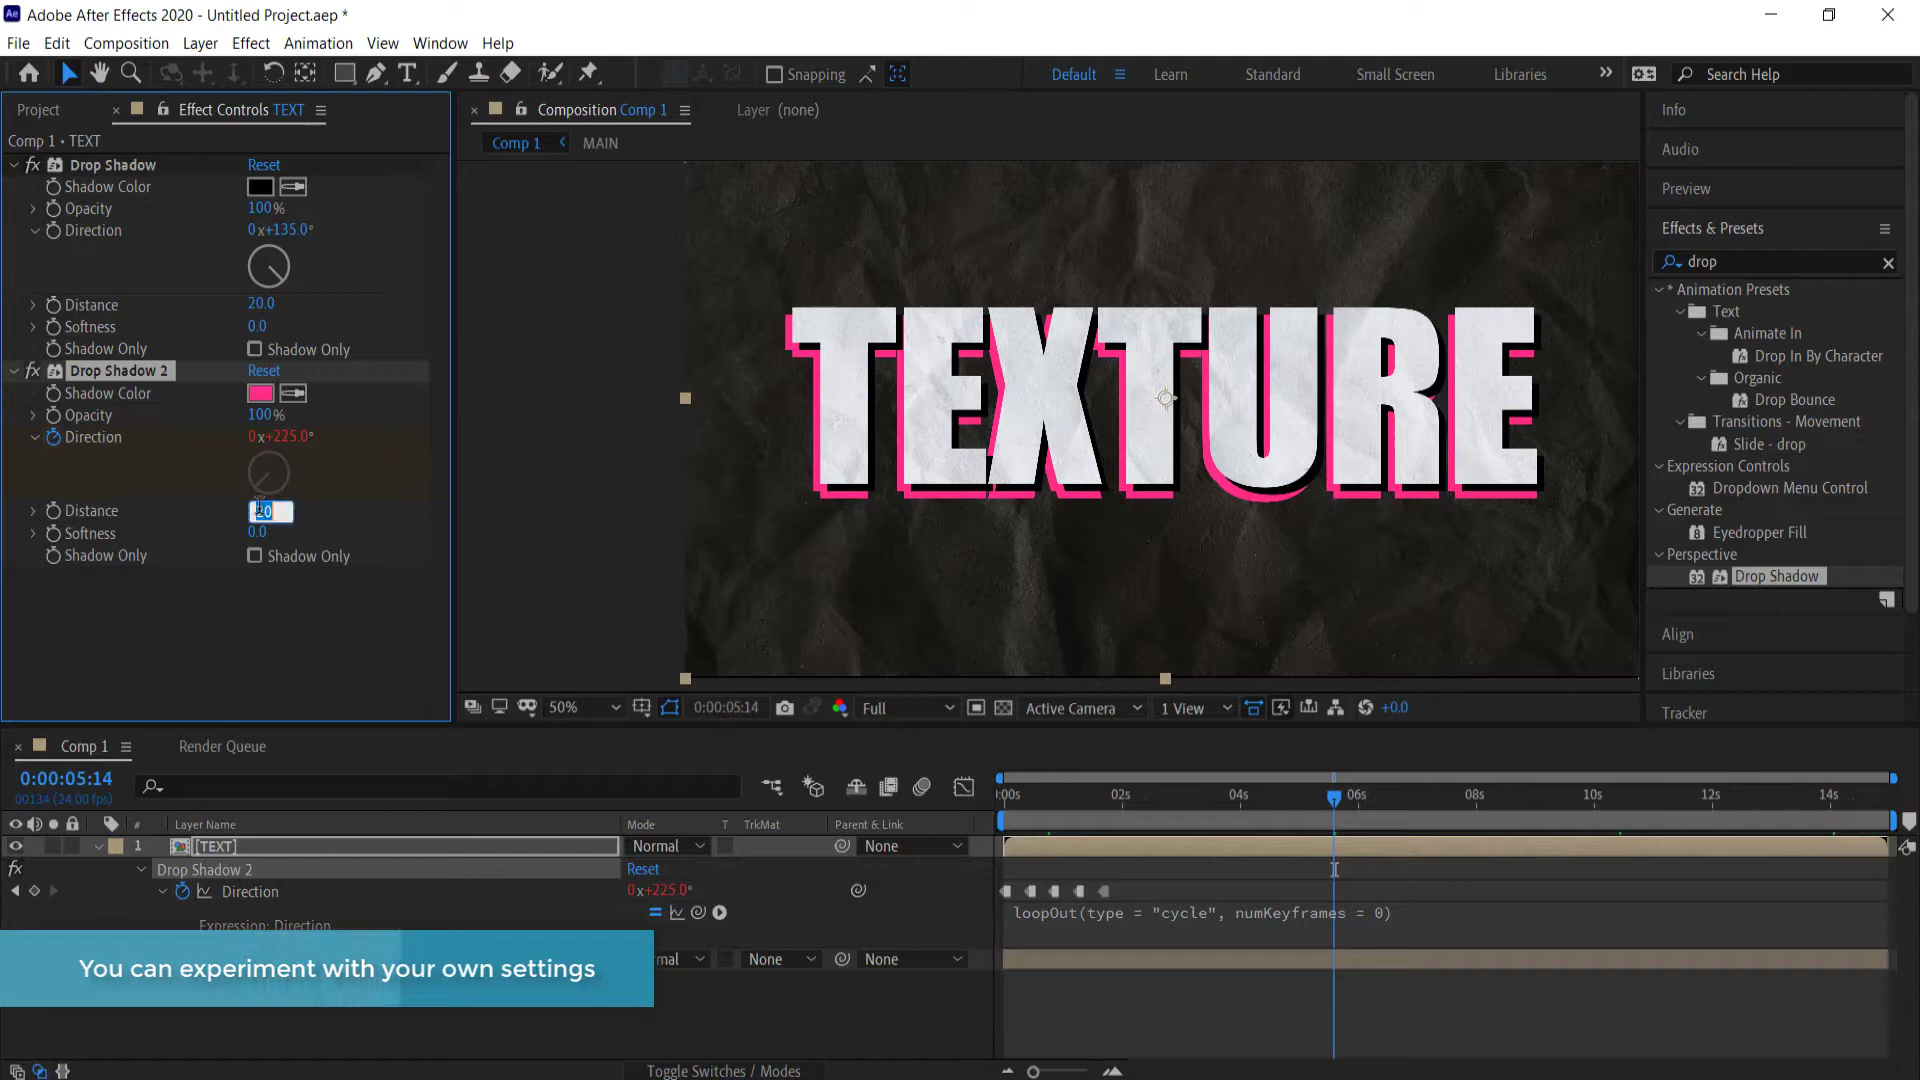 Adobe After Effects 2020 - Untitled Project.aep *
File Edit Composition Layer Effect Animation View Window Help
Snapping
Default
Learn
Standard
Small Screen
Libraries
Search Help
Project
Effect Controls TEXT
Comp 1 • TEXT
fx Drop Shadow Reset
Shadow Color
Opacity 100%
Direction 0x+135.0°
Distance 20.0
Softness 0.0
Shadow Only Shadow Only
fx Drop Shadow 2 Reset
Shadow Color
Opacity 100%
Direction 0x+225.0°
Distance 20
Softness 0.0
Shadow Only Shadow Only
Composition Comp 1
Layer (none)
Comp 1 MAIN
TEXTURE
50% 0:00:05:14 Full Active Camera 1 View +0.0
Info
Audio
Preview
Effects & Presets
drop
* Animation Presets
Text
Animate In
Drop In By Character
Organic
Drop Bounce
Transitions - Movement
Slide - drop
Expression Controls
Dropdown Menu Control
Generate
Eyedropper Fill
Perspective
Drop Shadow
Align
Libraries
Tracker
Comp 1 Render Queue
0:00:05:14
00134 (24.00 fps)
:00s 02s 04s 06s 08s 10s 12s 14s
# Layer Name Mode T TrkMat Parent & Link
1 [TEXT] Normal None
fx Drop Shadow 2 Reset
Direction 0x+225.0°
Expression: Direction
loopOut(type = "cycle", numKeyframes = 0)
mal None None
You can experiment with your own settings
Toggle Switches / Modes